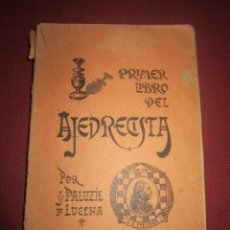 PRIMER
LIBRO
DEL
AJEDRECISTA
POR
J. PALUZIE
LUCENA